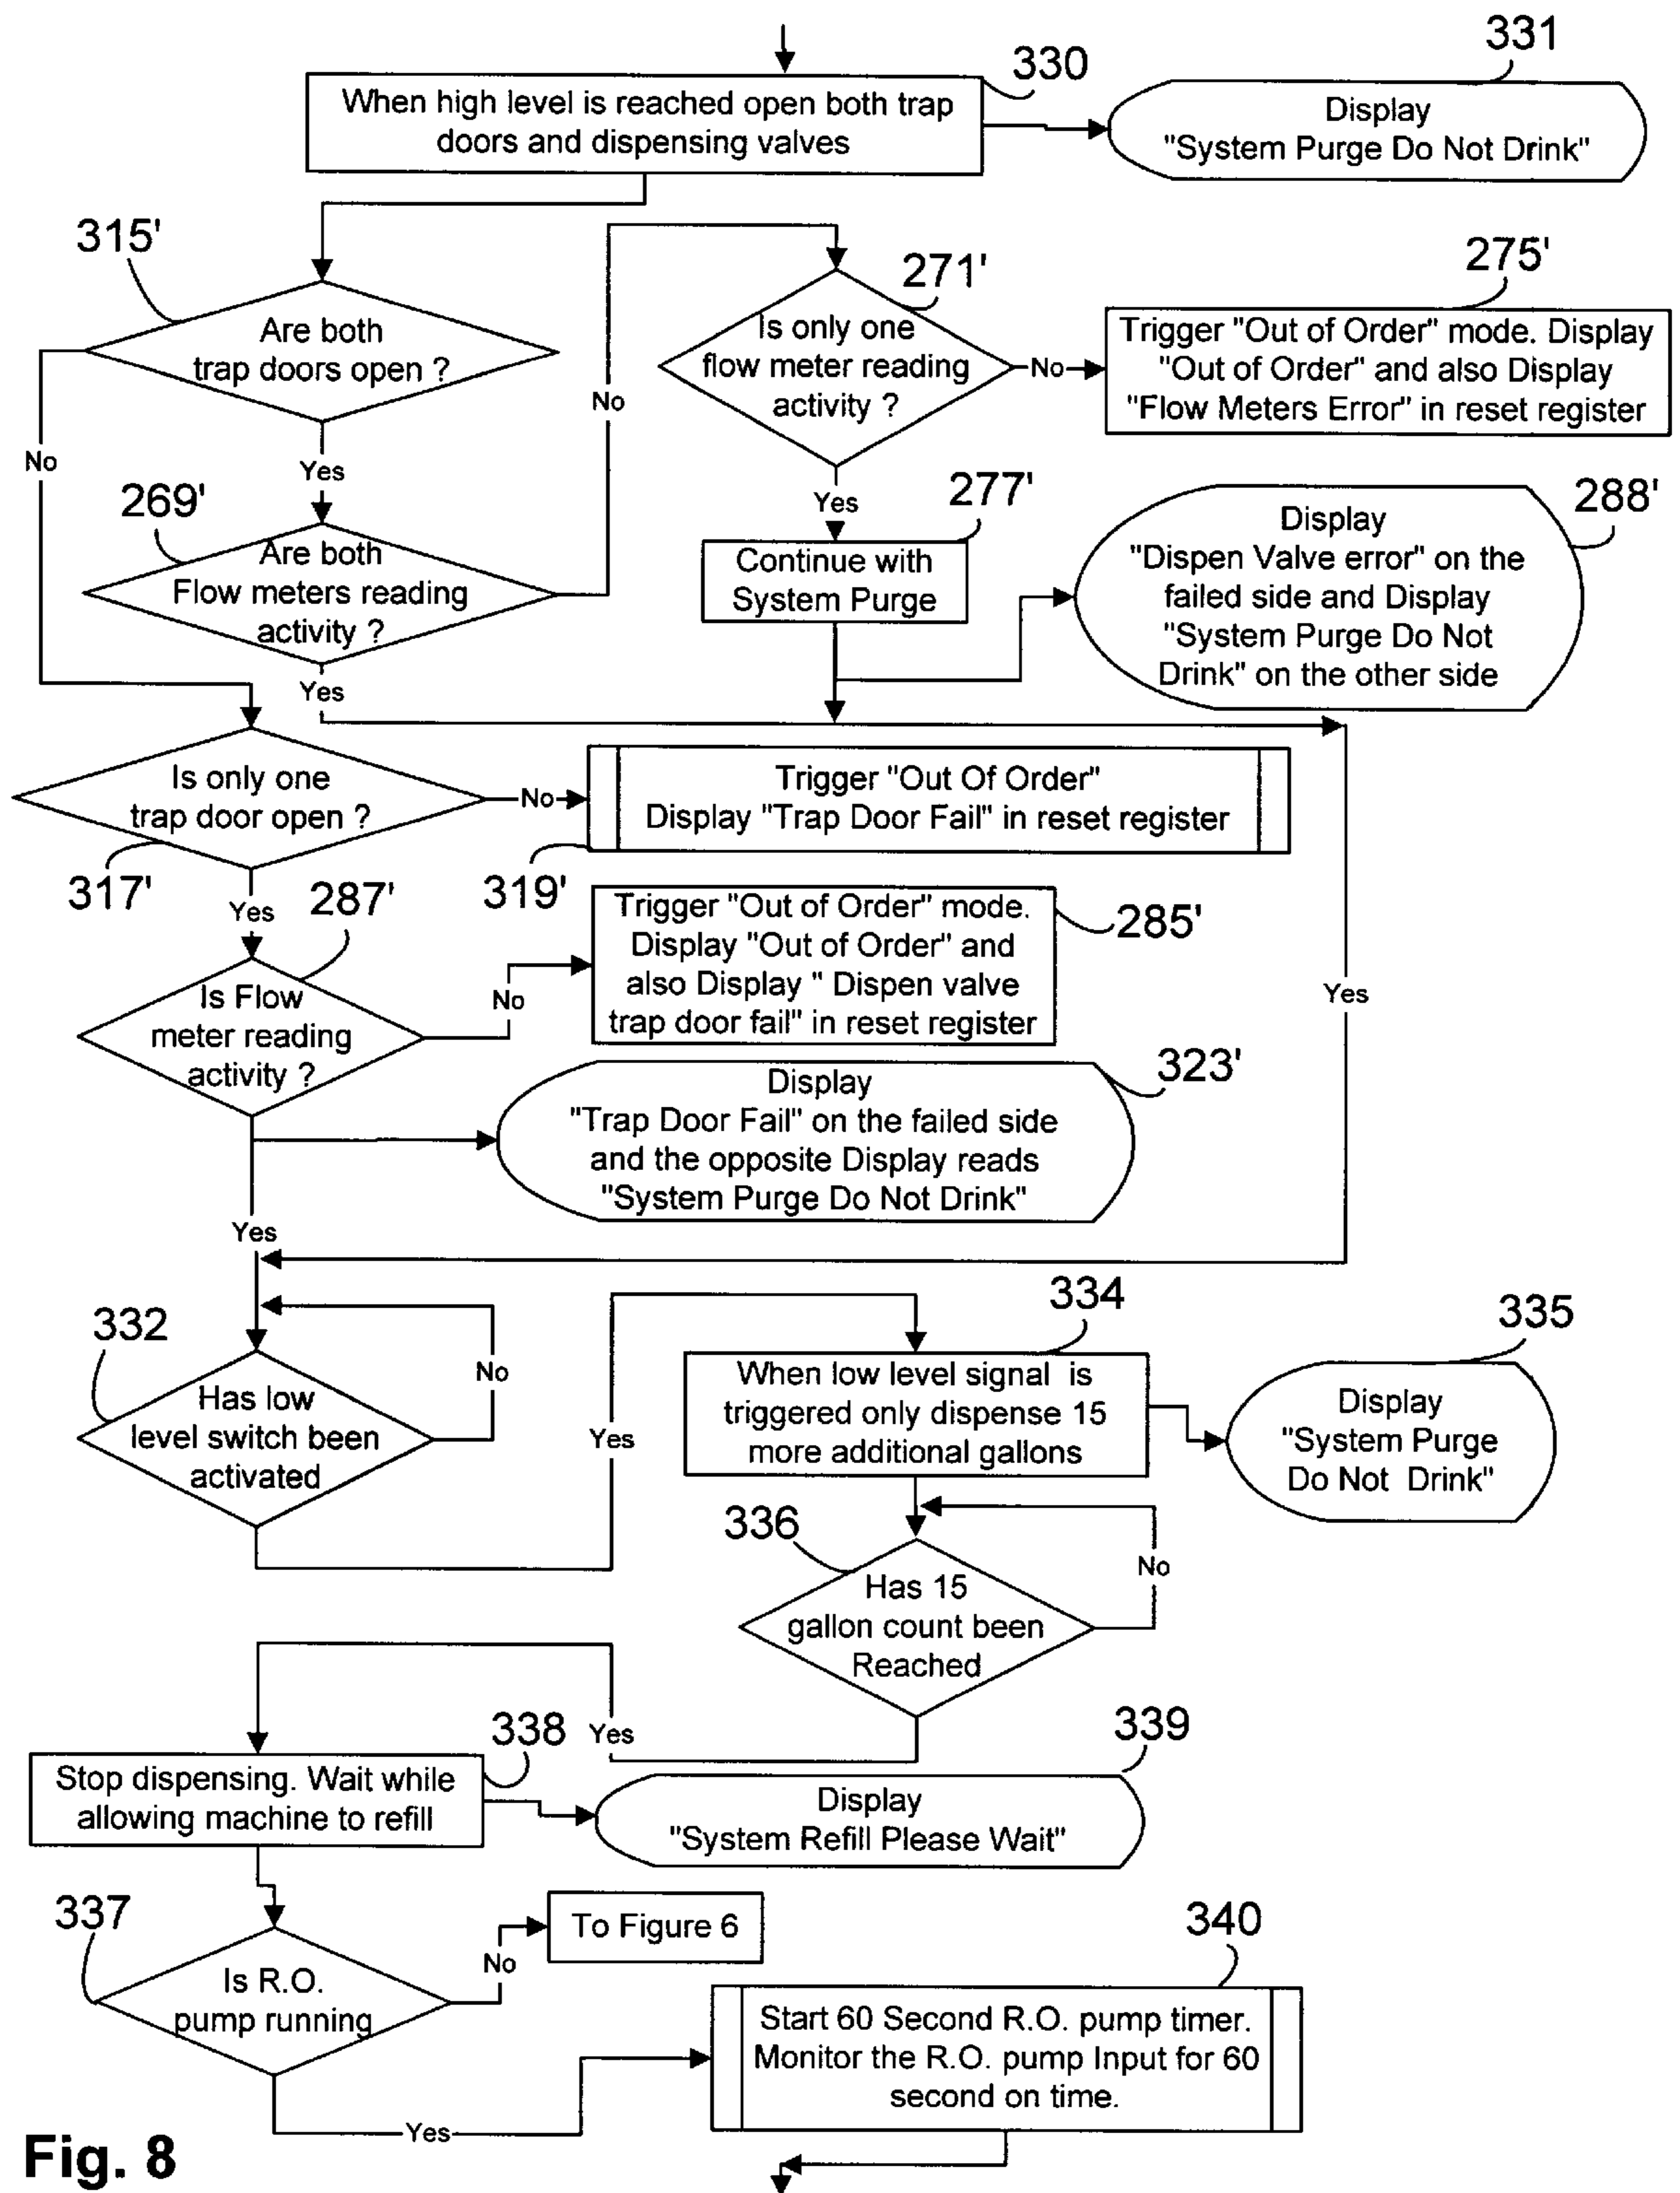 330
331
When high level is reached open both trap
doors and dispensing valves
Display
"System Purge Do Not Drink"
315'
Are both
trap doors open ?
No
Yes
269'
Are both
Flow meters reading
activity ?
Yes
No
271'
Is only one
flow meter reading
activity ?
No
275'
Trigger "Out of Order" mode. Display
"Out of Order" and also Display
"Flow Meters Error" in reset register
Yes
277'
Continue with
System Purge
288'
Display
"Dispen Valve error" on the
failed side and Display
"System Purge Do Not
Drink" on the other side
Is only one
trap door open ?
317'
No
Trigger "Out Of Order"
Display "Trap Door Fail" in reset register
319'
Yes
287'
Is Flow
meter reading
activity ?
No
Trigger "Out of Order" mode.
Display "Out of Order" and
also Display " Dispen valve
trap door fail" in reset register
285'
Yes
323'
Display
"Trap Door Fail" on the failed side
and the opposite Display reads
"System Purge Do Not Drink"
Yes
332
Has low
level switch been
activated
No
Yes
334
When low level signal is
triggered only dispense 15
more additional gallons
335
Display
"System Purge
Do Not Drink"
336
Has 15
gallon count been
Reached
No
Yes
338
Stop dispensing. Wait while
allowing machine to refill
339
Display
"System Refill Please Wait"
337
Is R.O.
pump running
No
To Figure 6
Yes
340
Start 60 Second R.O. pump timer.
Monitor the R.O. pump Input for 60
second on time.
Fig. 8